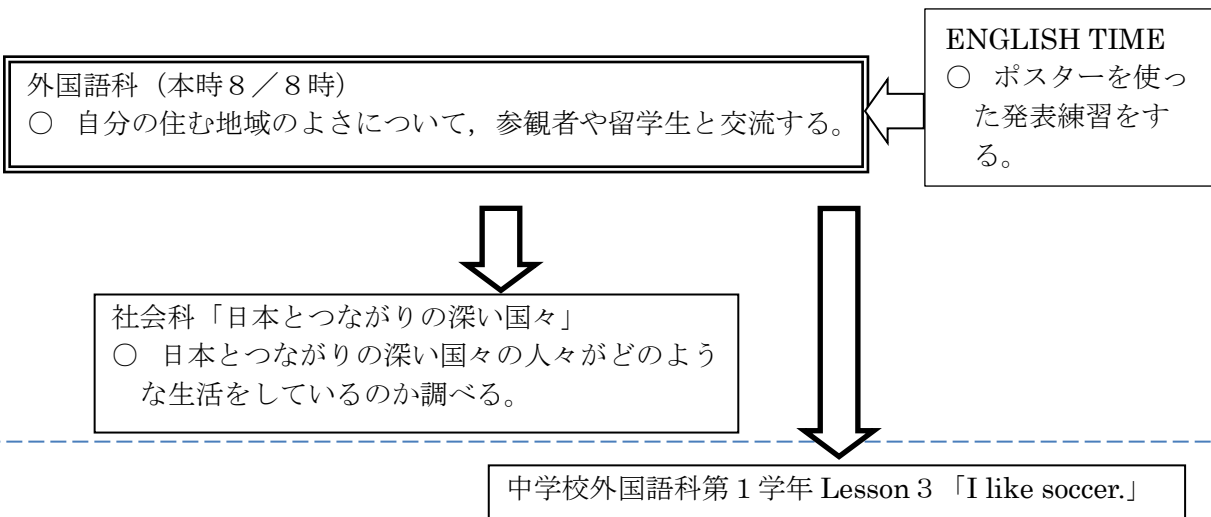 外国語科（本時８／８時）
○　自分の住む地域のよさについて，参観者や留学生と交流する。
ENGLISH TIME
○　ポスターを使っ
た発表練習をす
る。
社会科「日本とつながりの深い国々」
○　日本とつながりの深い国々の人々がどのよう
な生活をしているのか調べる。
中学校外国語科第１学年 Lesson３「I like soccer.」